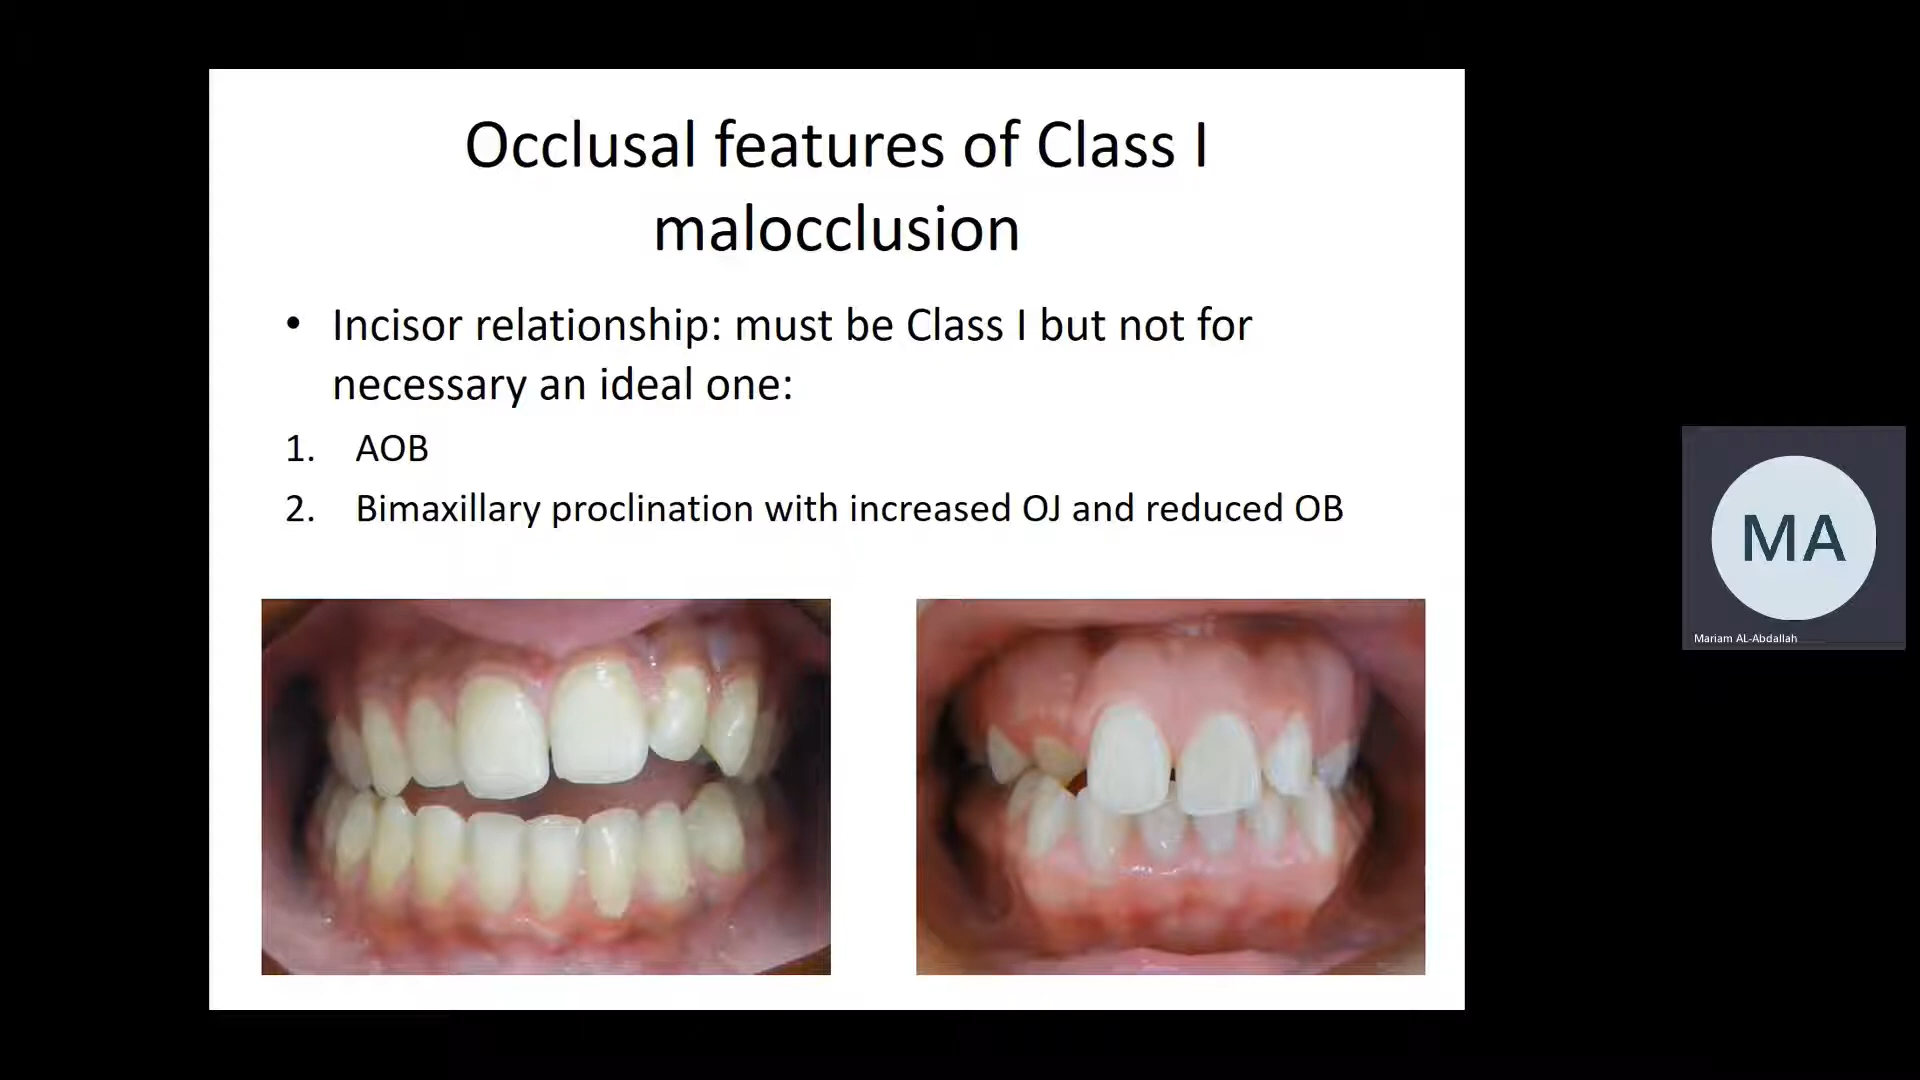 Occlusal features of Class I
malocclusion
• Incisor relationship: must be Class I but not for
necessary an ideal one:
1. AOB
2. Bimaxillary proclination with increased OJ and reduced OB
MA
Mariam AL-Abdallah